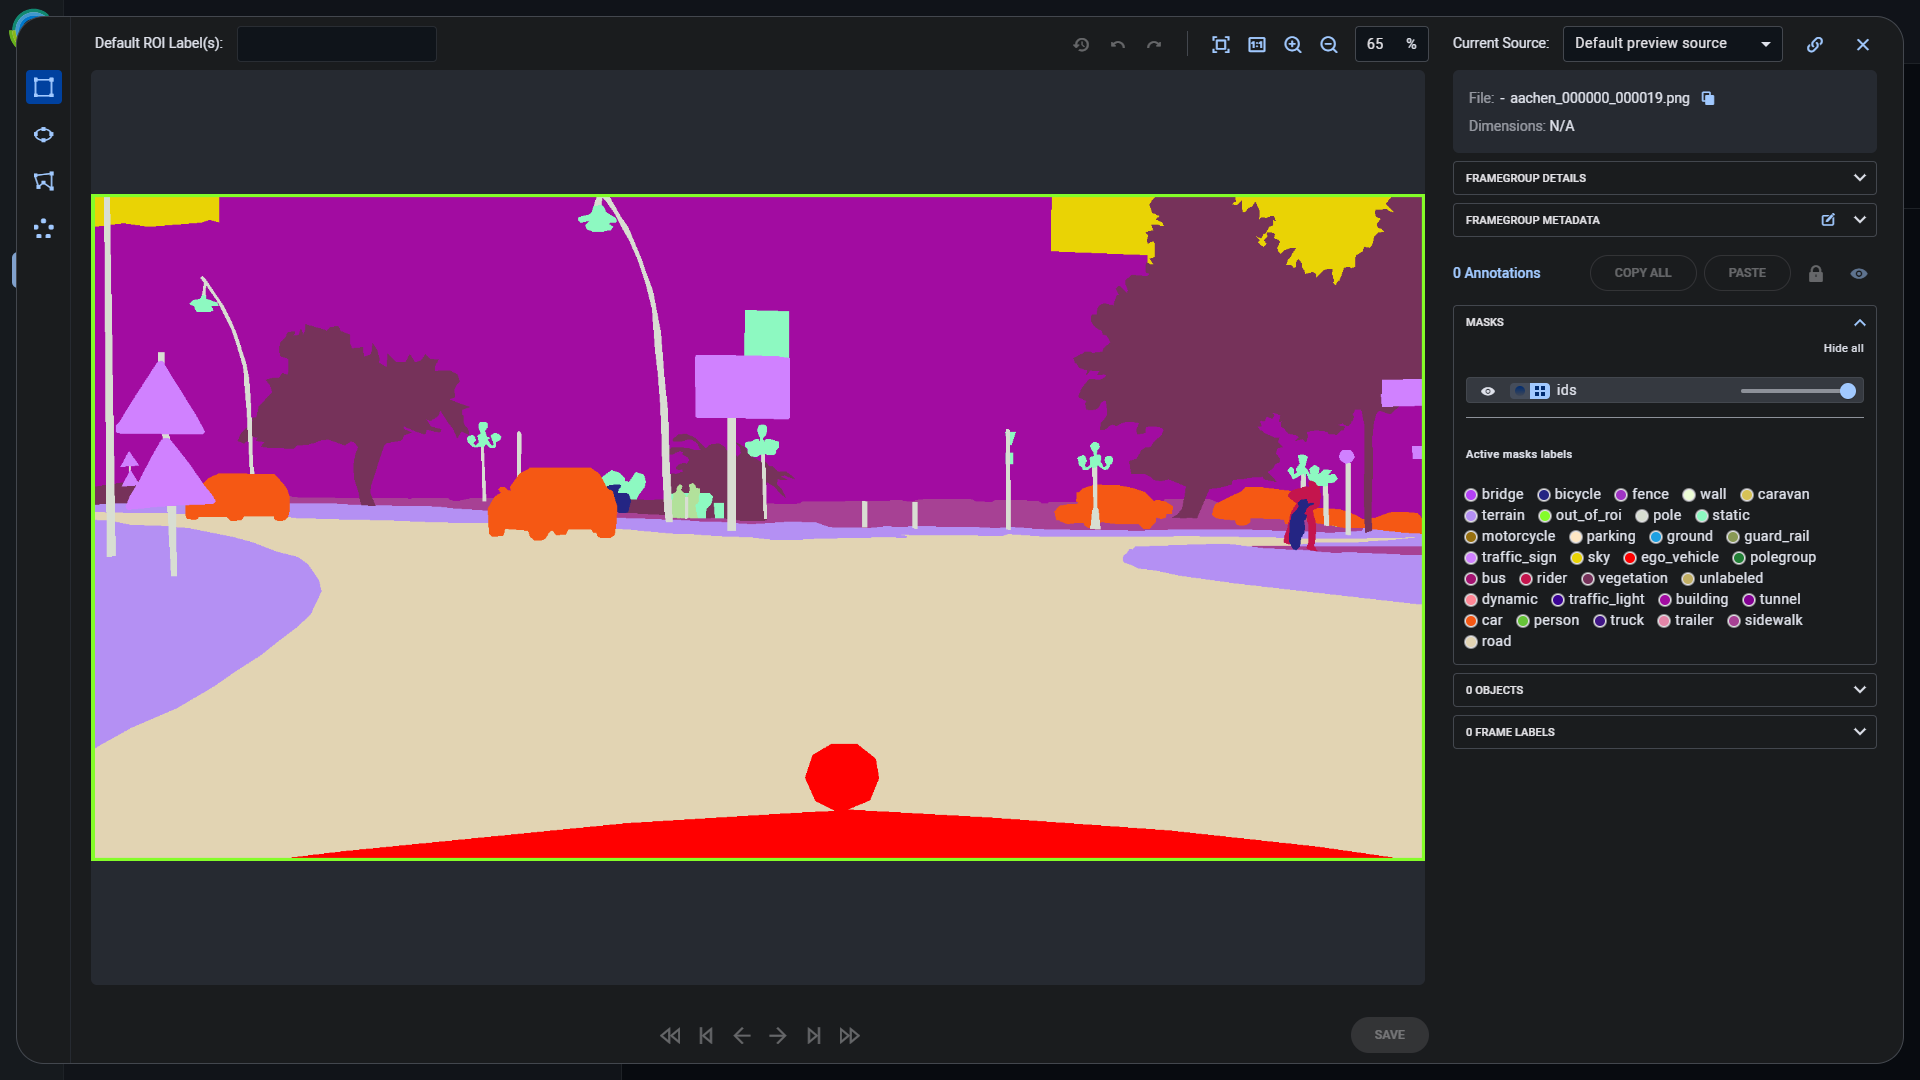 Default ROI Label(s):
1:1
65 %
Current Source: Default preview source
File: - aachen_000000_000019.png
Dimensions: N/A
FRAMEGROUP DETAILS
FRAMEGROUP METADATA
0 Annotations COPY ALL PASTE
MASKS
Hide all
ids
Active masks labels
bridge bicycle fence wall caravan
terrain out_of_roi pole static
motorcycle parking ground guard_rail
traffic_sign sky ego_vehicle polegroup
bus rider vegetation unlabeled
dynamic traffic_light building tunnel
car person truck trailer sidewalk
road
0 OBJECTS
0 FRAME LABELS
SAVE